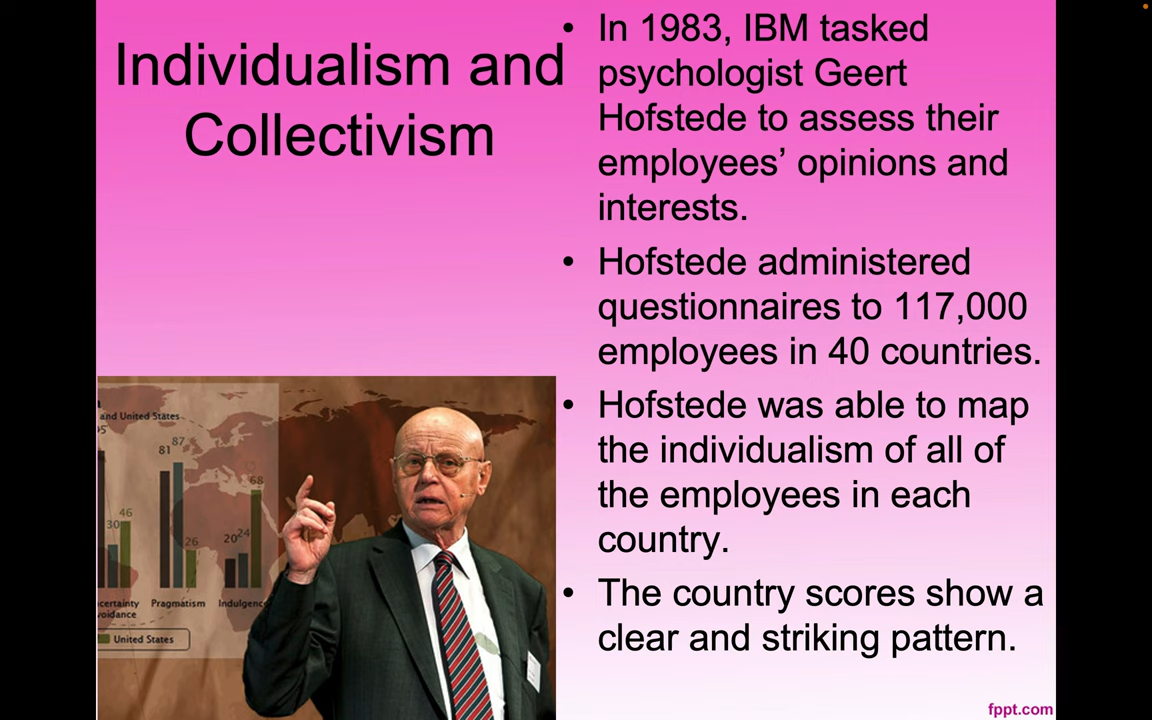 Individualism and
Collectivism
• In 1983, IBM tasked
psychologist Geert
Hofstede to assess their
employees’ opinions and
interests.
• Hofstede administered
questionnaires to 117,000
employees in 40 countries.
• Hofstede was able to map
the individualism of all of
the employees in each
country.
• The country scores show a
clear and striking pattern.
and United States
87
81
68
46
30
26
20 24
Pragmatism
United States
fppt.com